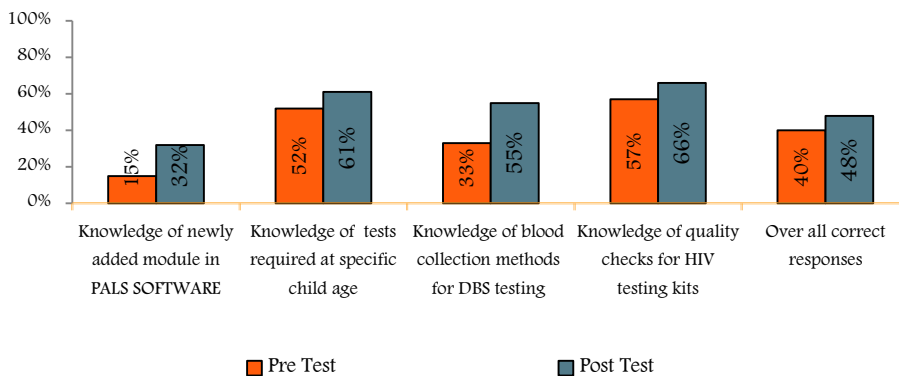 100%
80%
60%
40%
20%
0%
15%
32%
52%
61%
33%
55%
57%
66%
40%
48%
Knowledge of newly
added module in
PALS SOFTWARE
Knowledge of tests
required at specific
child age
Knowledge of blood
collection methods
for DBS testing
Knowledge of quality
checks for HIV
testing kits
Over all correct
responses
Pre Test
Post Test